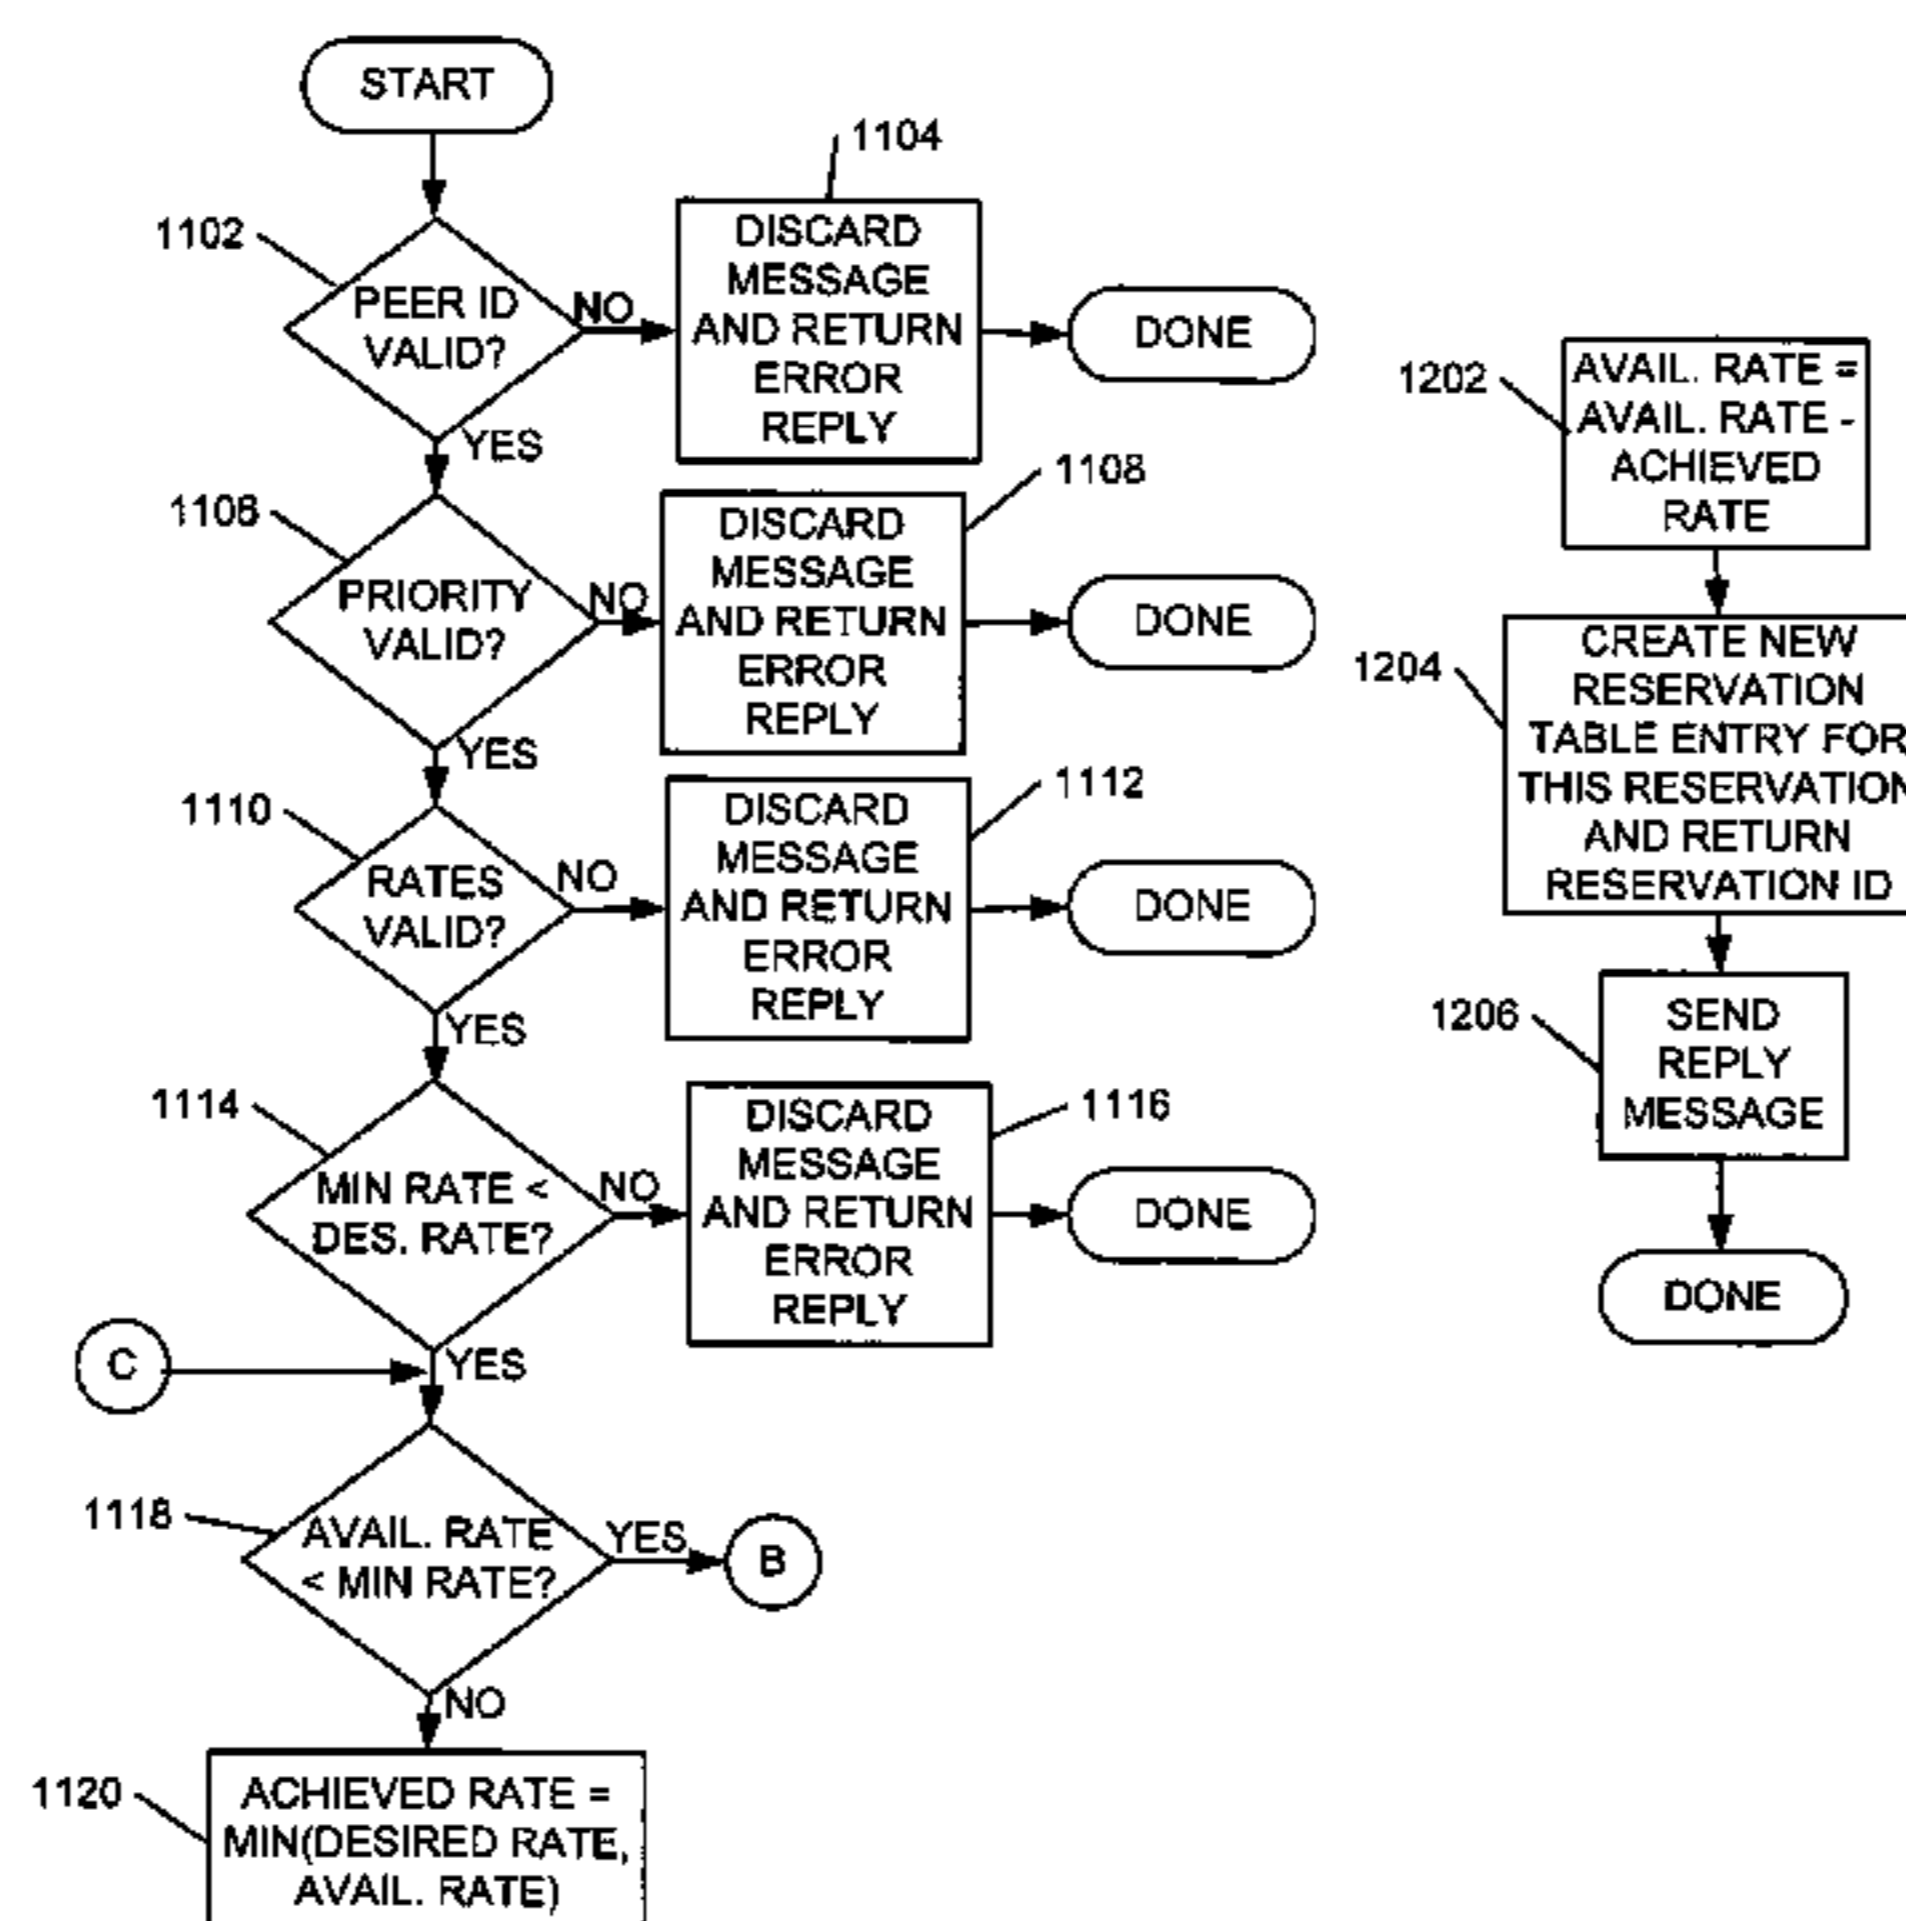 START
1102
PEER ID
VALID?
NO
YES
1104
DISCARD
MESSAGE
AND RETURN
ERROR
REPLY
DONE
1106
PRIORITY
VALID?
NO
YES
1108
DISCARD
MESSAGE
AND RETURN
ERROR
REPLY
DONE
1110
RATES
VALID?
NO
YES
1112
DISCARD
MESSAGE
AND RETURN
ERROR
REPLY
DONE
1114
MIN RATE <
DES. RATE?
NO
YES
1116
DISCARD
MESSAGE
AND RETURN
ERROR
REPLY
DONE
C
1118
AVAIL. RATE
< MIN RATE?
YES
B
NO
1120
ACHIEVED RATE =
MIN(DESIRED RATE,
AVAIL. RATE)
1202
AVAIL. RATE =
AVAIL. RATE -
ACHIEVED
RATE
1204
CREATE NEW
RESERVATION
TABLE ENTRY FOR
THIS RESERVATION
AND RETURN
RESERVATION ID
1206
SEND
REPLY
MESSAGE
DONE